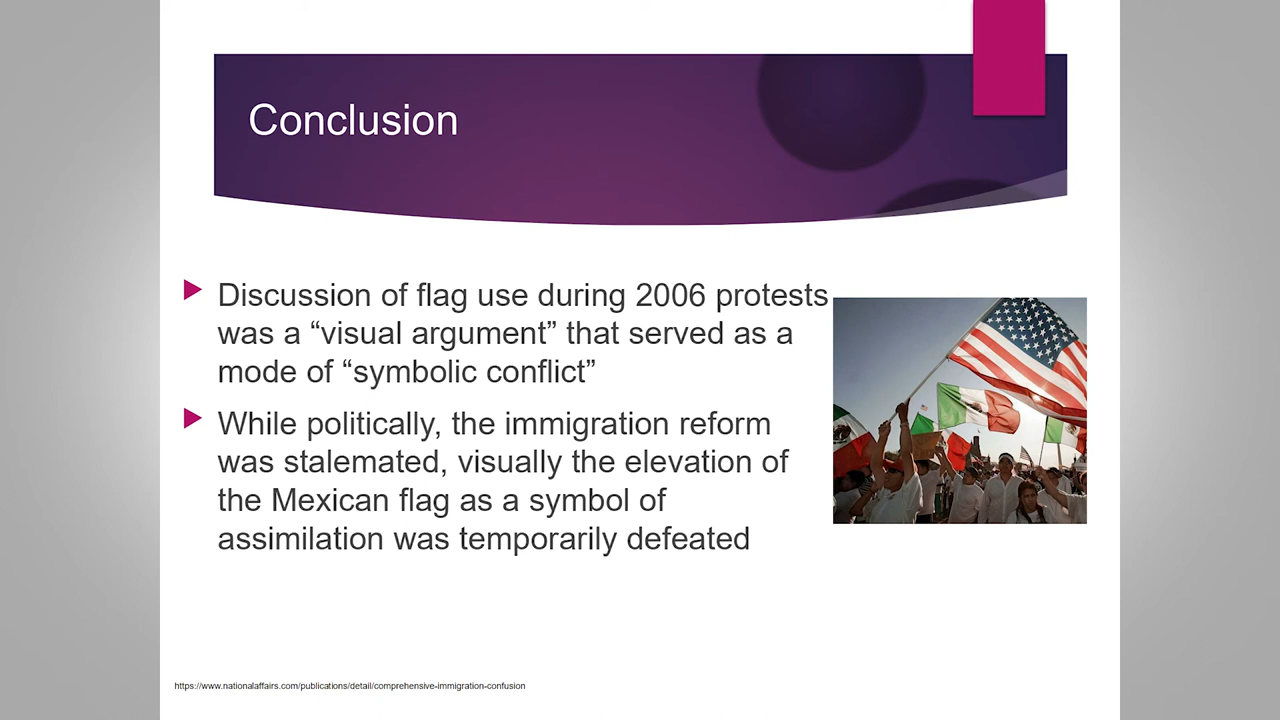 Conclusion
Discussion of flag use during 2006 protests
was a “visual argument” that served as a
mode of “symbolic conflict”
While politically, the immigration reform
was stalemated, visually the elevation of
the Mexican flag as a symbol of
assimilation was temporarily defeated
https://www.nationalaffairs.com/publications/detail/comprehensive-immigration-confusion